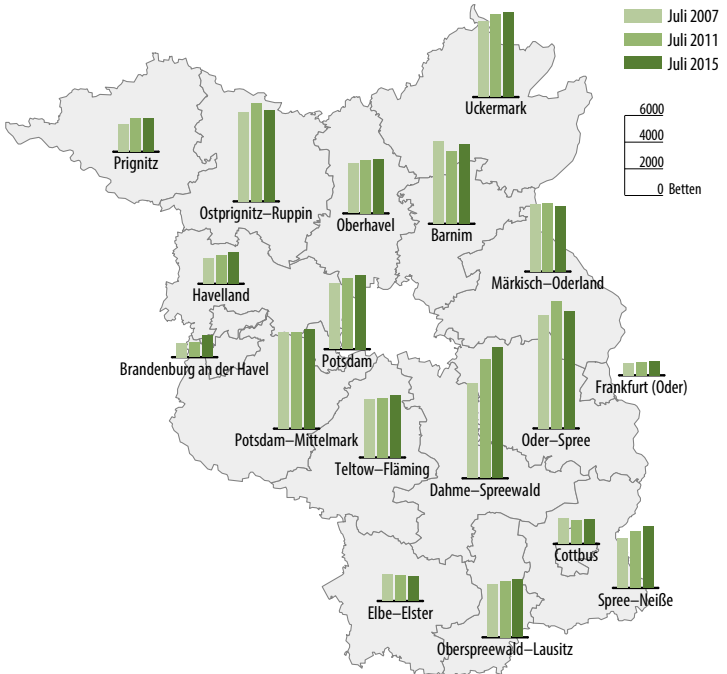 Juli 2007
Juli 2011
Juli 2015
Uckermark
6000
4000
2000
0 Betten
Prignitz
Ostprignitz–Ruppin
Oberhavel
Barnim
Märkisch–Oderland
Havelland
Potsdam
Brandenburg an der Havel
Frankfurt (Oder)
Potsdam–Mittelmark
Oder–Spree
Teltow–Fläming
Dahme–Spreewald
Cottbus
Spree–Neiße
Elbe–Elster
Oberspreewald–Lausitz